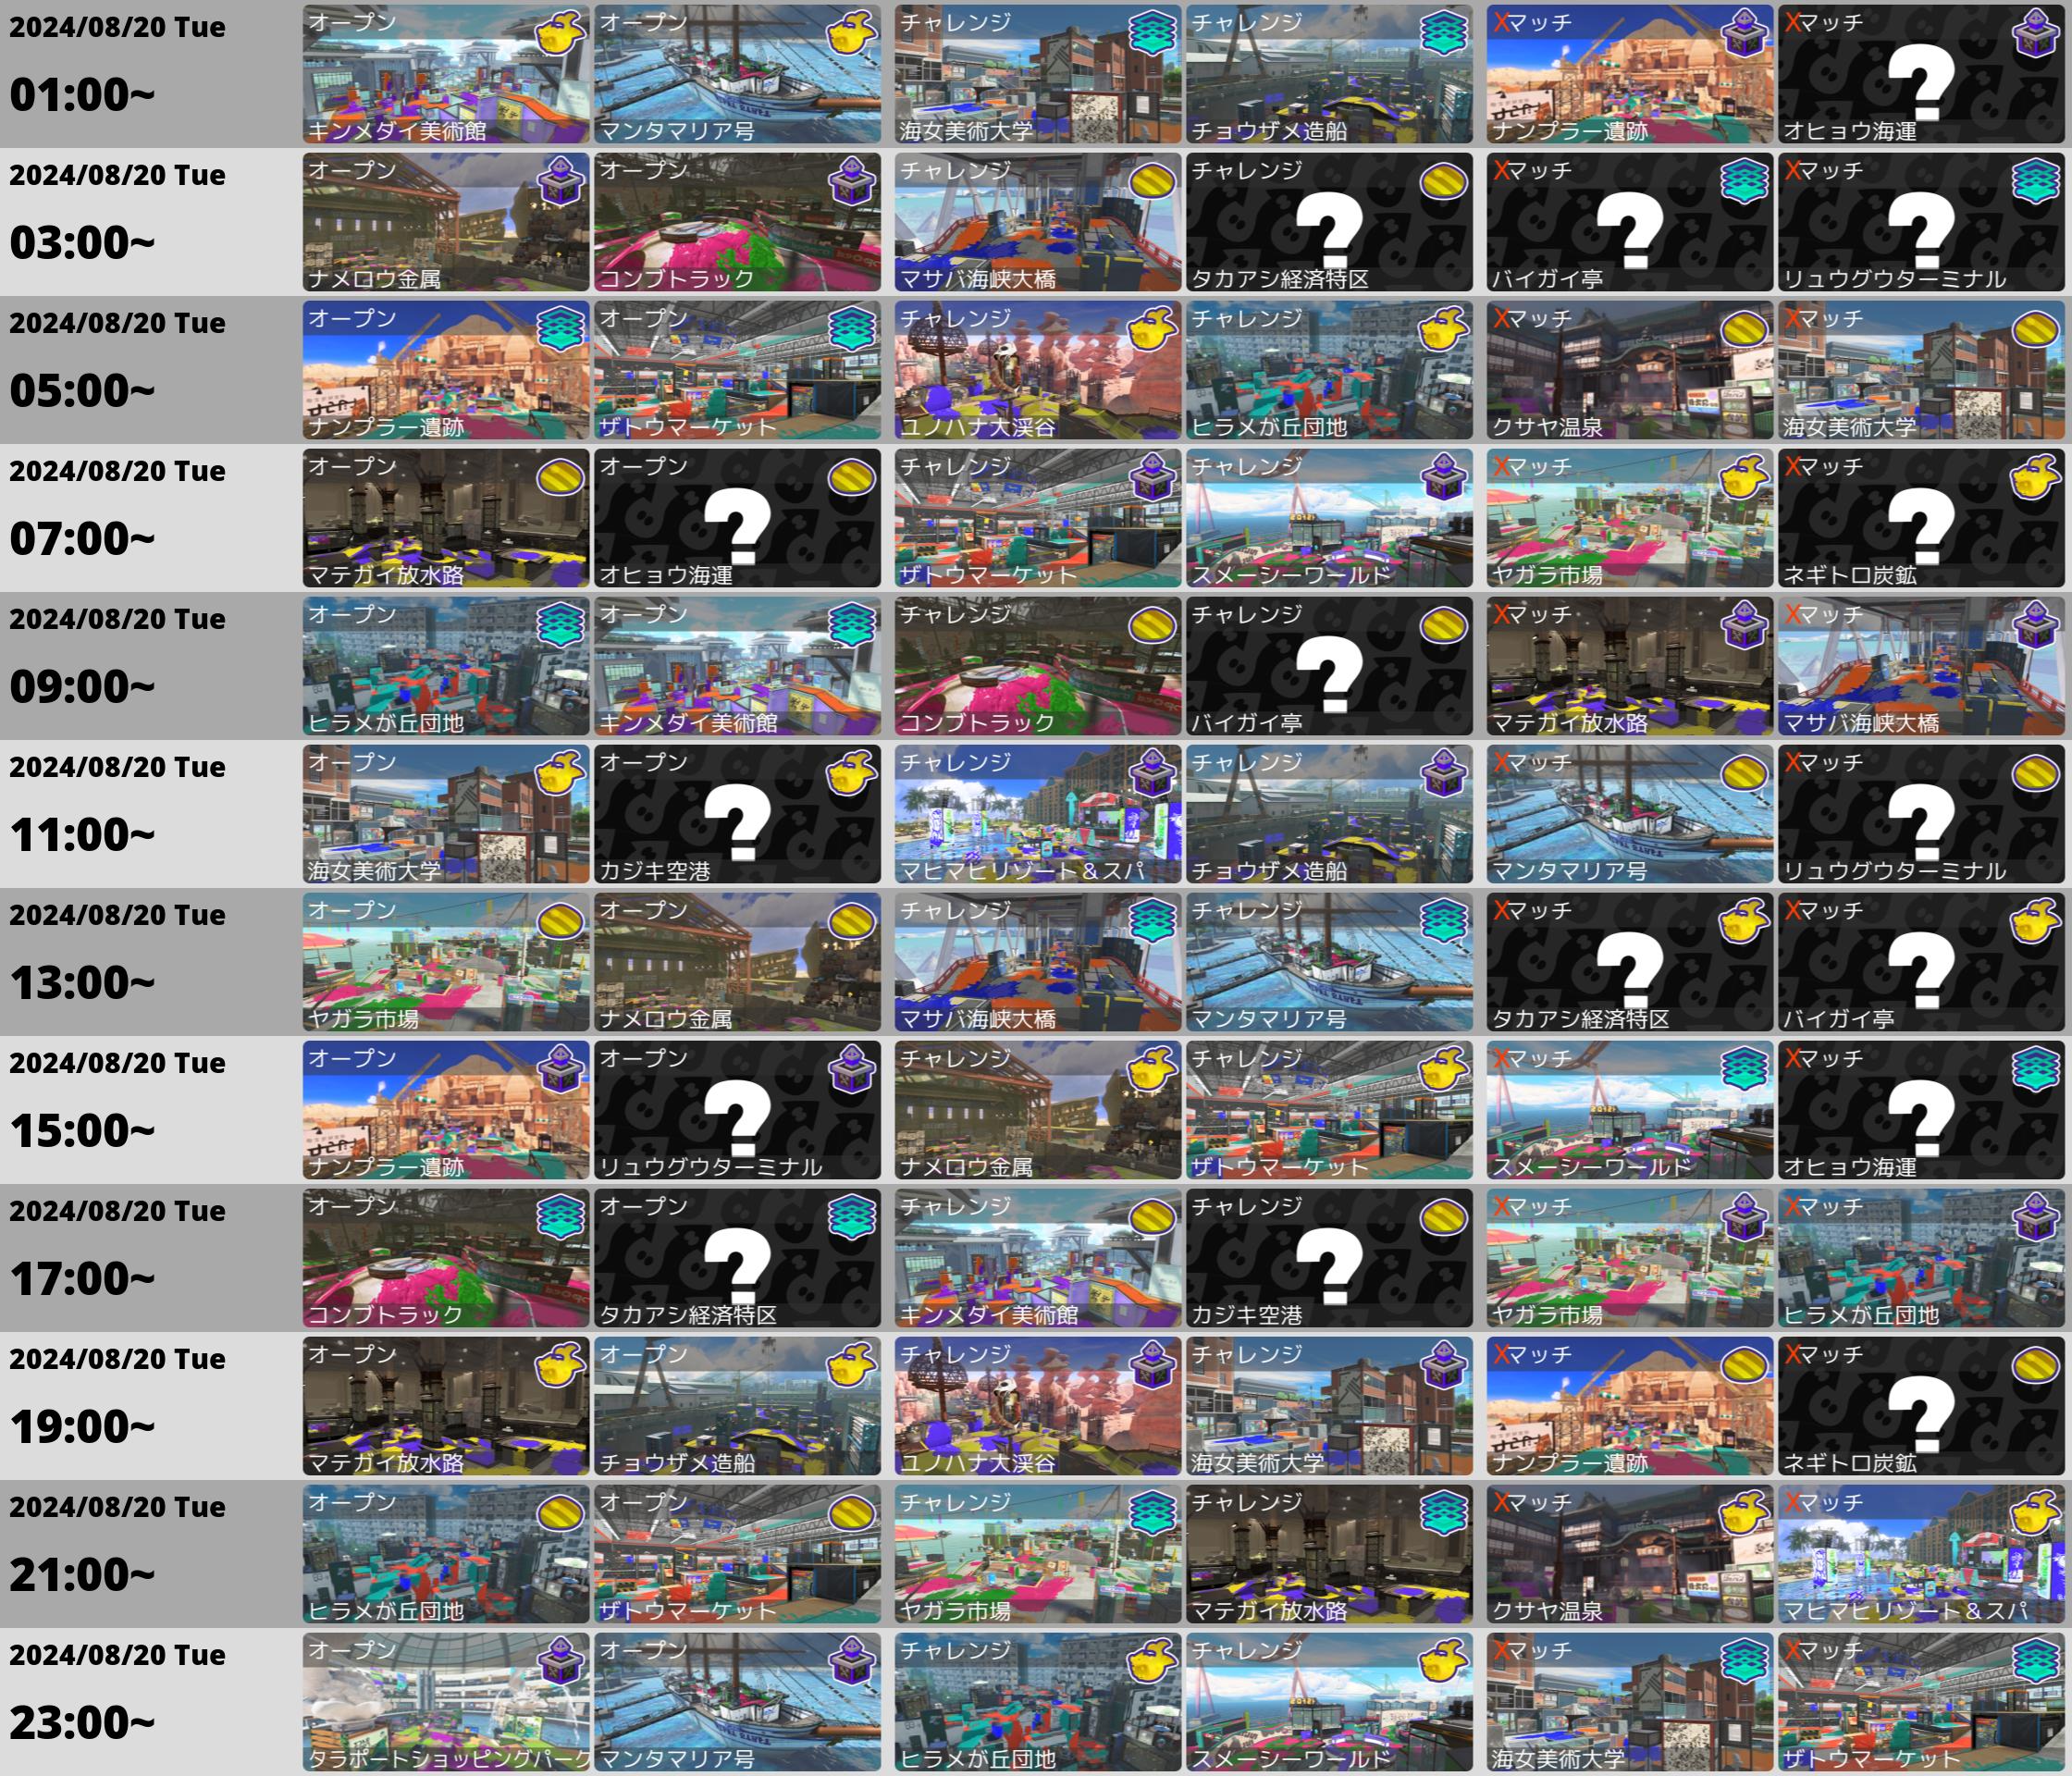 2024/08/20 Tue
01:00~
オープン
キンメダイ美術館
オープン
マンタマリア号
チャレンジ
海女美術大学
チャレンジ
チョウザメ造船
Xマッチ
ナンプラー遺跡
Xマッチ
オヒョウ海運
2024/08/20 Tue
03:00~
オープン
ナメロウ金属
オープン
コンブトラック
チャレンジ
マサバ海峡大橋
チャレンジ
タカアシ経済特区
Xマッチ
バイガイ亭
Xマッチ
リュウグウターミナル
2024/08/20 Tue
05:00~
オープン
ナンプラー遺跡
オープン
ザトウマーケット
チャレンジ
ユノハナ大渓谷
チャレンジ
ヒラメが丘団地
Xマッチ
クサヤ温泉
Xマッチ
海女美術大学
2024/08/20 Tue
07:00~
オープン
マテガイ放水路
オープン
オヒョウ海運
チャレンジ
ザトウマーケット
チャレンジ
スメーシーワールド
Xマッチ
ヤガラ市場
Xマッチ
ネギトロ炭鉱
2024/08/20 Tue
09:00~
オープン
ヒラメが丘団地
オープン
キンメダイ美術館
チャレンジ
コンブトラック
チャレンジ
バイガイ亭
Xマッチ
マテガイ放水路
Xマッチ
マサバ海峡大橋
2024/08/20 Tue
11:00~
オープン
海女美術大学
オープン
カジキ空港
チャレンジ
マヒマヒリゾート＆スパ
チャレンジ
チョウザメ造船
Xマッチ
マンタマリア号
Xマッチ
リュウグウターミナル
2024/08/20 Tue
13:00~
オープン
ヤガラ市場
オープン
ナメロウ金属
チャレンジ
マサバ海峡大橋
チャレンジ
マンタマリア号
Xマッチ
タカアシ経済特区
Xマッチ
バイガイ亭
2024/08/20 Tue
15:00~
オープン
ナンプラー遺跡
オープン
リュウグウターミナル
チャレンジ
ナメロウ金属
チャレンジ
ザトウマーケット
Xマッチ
スメーシーワールド
Xマッチ
オヒョウ海運
2024/08/20 Tue
17:00~
オープン
コンブトラック
オープン
タカアシ経済特区
チャレンジ
キンメダイ美術館
チャレンジ
カジキ空港
Xマッチ
ヤガラ市場
Xマッチ
ヒラメが丘団地
2024/08/20 Tue
19:00~
オープン
マテガイ放水路
オープン
チョウザメ造船
チャレンジ
ユノハナ大渓谷
チャレンジ
海女美術大学
Xマッチ
ナンプラー遺跡
Xマッチ
ネギトロ炭鉱
2024/08/20 Tue
21:00~
オープン
ヒラメが丘団地
オープン
ザトウマーケット
チャレンジ
ヤガラ市場
チャレンジ
マテガイ放水路
Xマッチ
クサヤ温泉
Xマッチ
マヒマヒリゾート＆スパ
2024/08/20 Tue
23:00~
オープン
タラポートショッピングパーク
オープン
マンタマリア号
チャレンジ
ヒラメが丘団地
チャレンジ
スメーシーワールド
Xマッチ
海女美術大学
Xマッチ
ザトウマーケット